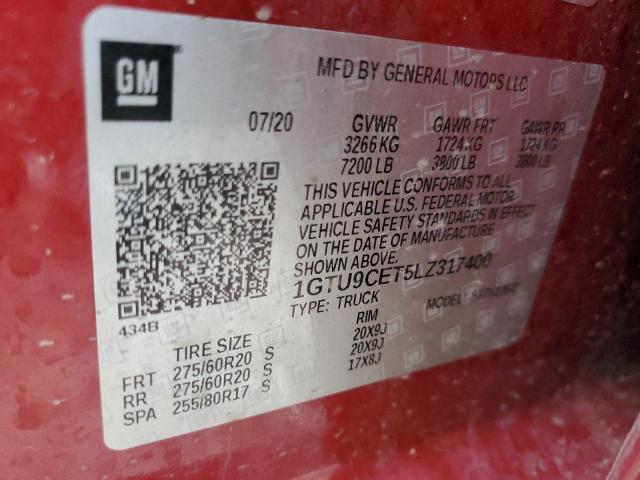 GM
MFD BY GENERAL MOTORS LLC
07/20 GVWR GAWR FRT GAWR RR
3266 KG 1724 KG 1724 KG
7200 LB 3800 LB 3800 LB
THIS VEHICLE CONFORMS TO ALL
APPLICABLE U.S. FEDERAL MOTOR
VEHICLE SAFETY STANDARDS IN EFFECT
ON THE DATE OF MANUFACTURE
SHOWN ABOVE.
1GTU9CET5LZ317400
TYPE: TRUCK MODEL:
434B
TIRE SIZE RIM
FRT 275/60R20 S 20X9J
RR 275/60R20 S 20X9J
SPA 255/80R17 S 17X8J